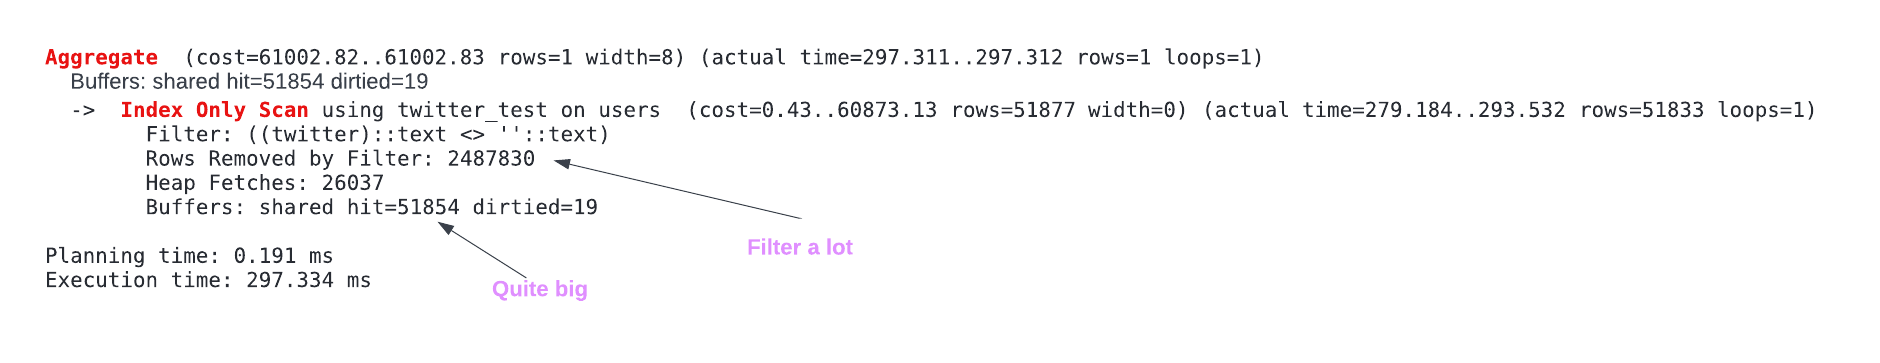 Aggregate  (cost=61002.82..61002.83 rows=1 width=8) (actual time=297.311..297.312 rows=1 loops=1)
Buffers: shared hit=51854 dirtied=19
->  Index Only Scan using twitter_test on users  (cost=0.43..60873.13 rows=51877 width=0) (actual time=279.184..293.532 rows=51833 loops=1)
Filter: ((twitter)::text <> ''::text)
Rows Removed by Filter: 2487830
Heap Fetches: 26037
Buffers: shared hit=51854 dirtied=19
Filter a lot
Planning time: 0.191 ms
Execution time: 297.334 ms
Quite big